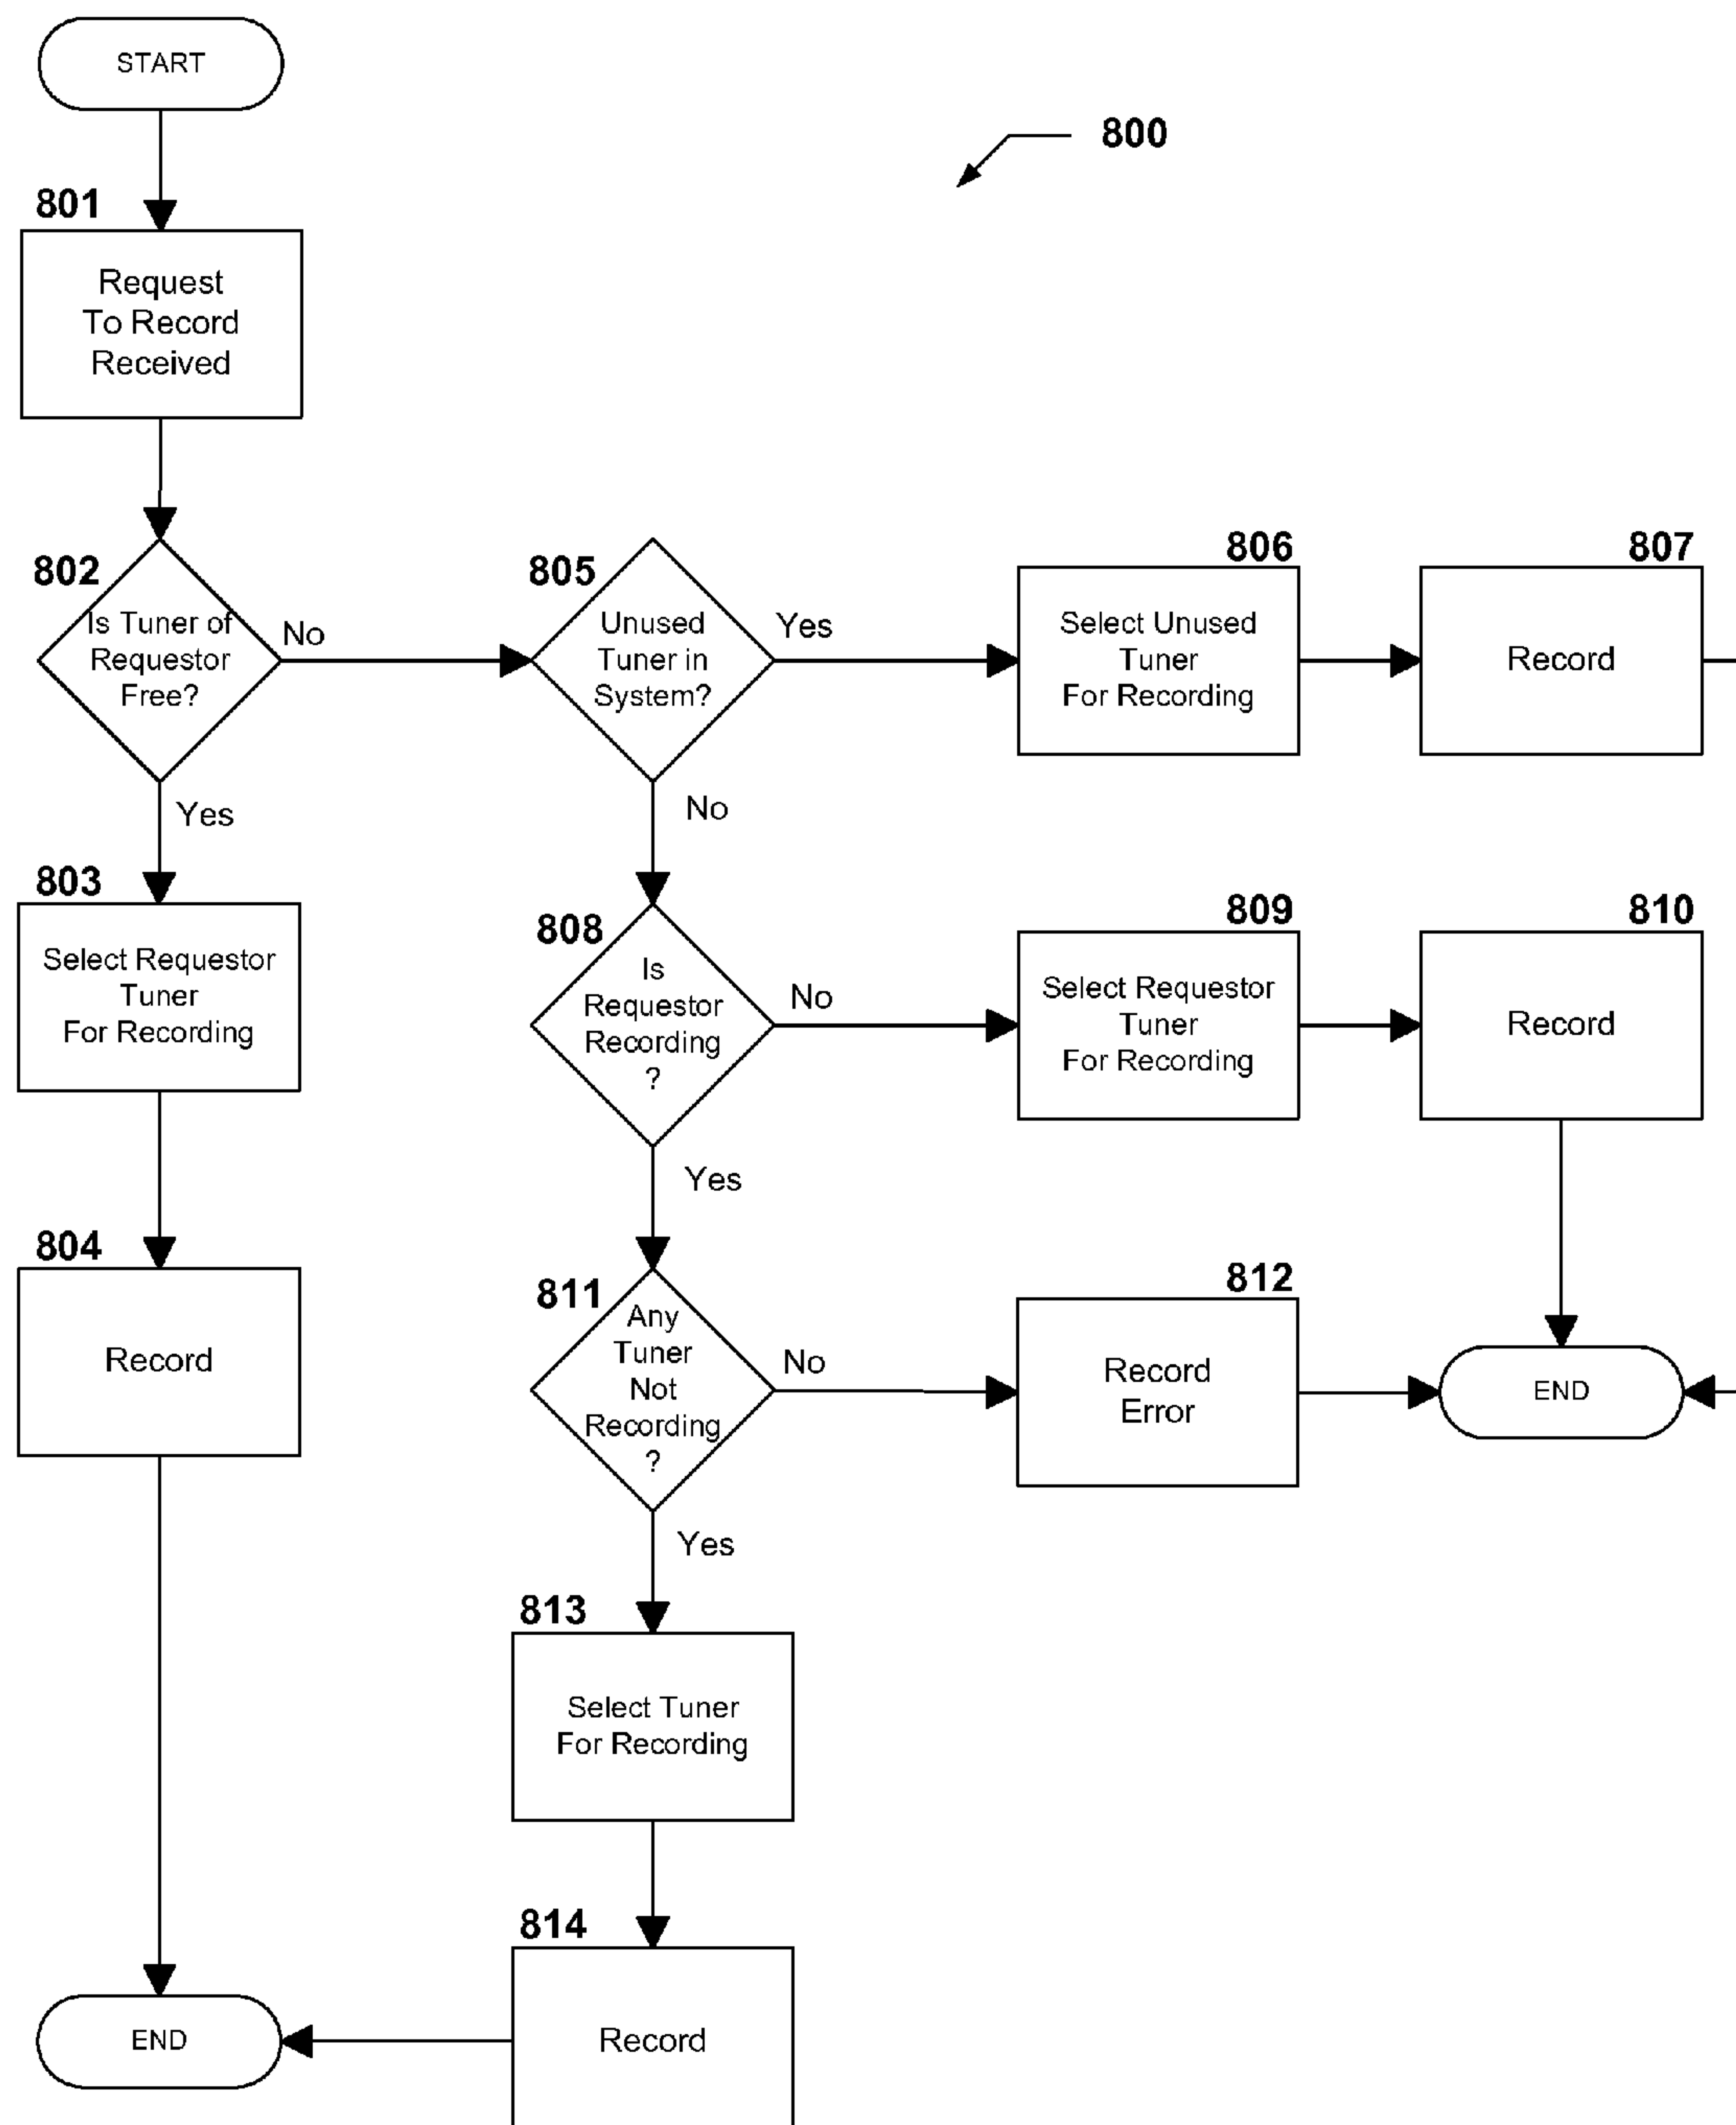 START
800
801
Request
To Record
Received
802
Is Tuner of
Requestor
Free?
No
Yes
803
Select Requestor
Tuner
For Recording
804
Record
END
805
Unused
Tuner in
System?
Yes
No
806
Select Unused
Tuner
For Recording
807
Record
808
Is
Requestor
Recording
?
No
Yes
809
Select Requestor
Tuner
For Recording
810
Record
811
Any
Tuner
Not
Recording
?
No
Yes
812
Record
Error
END
813
Select Tuner
For Recording
814
Record